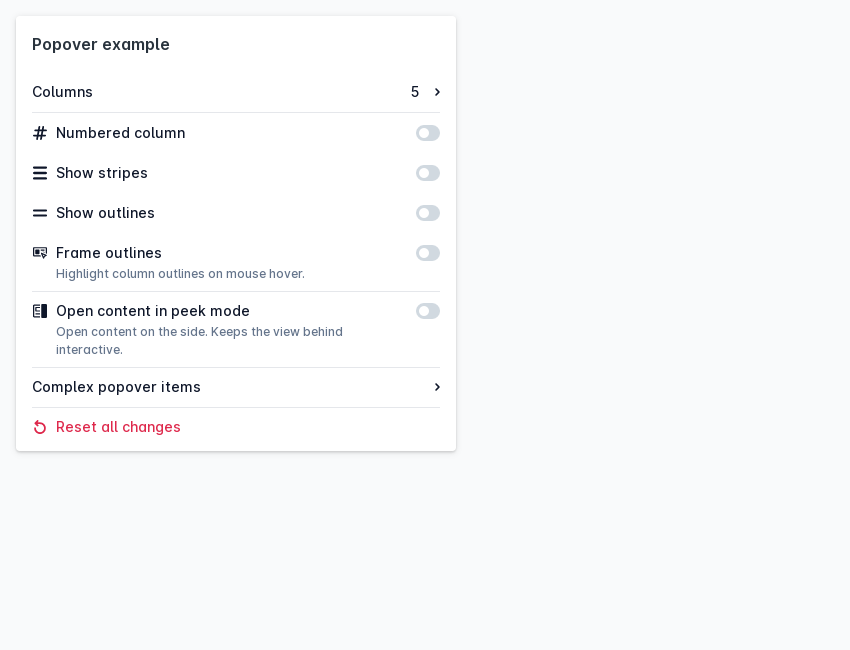 Popover example
Columns 5
Numbered column
Show stripes
Show outlines
Frame outlines
Highlight column outlines on mouse hover.
Open content in peek mode
Open content on the side. Keeps the view behind
interactive.
Complex popover items
Reset all changes